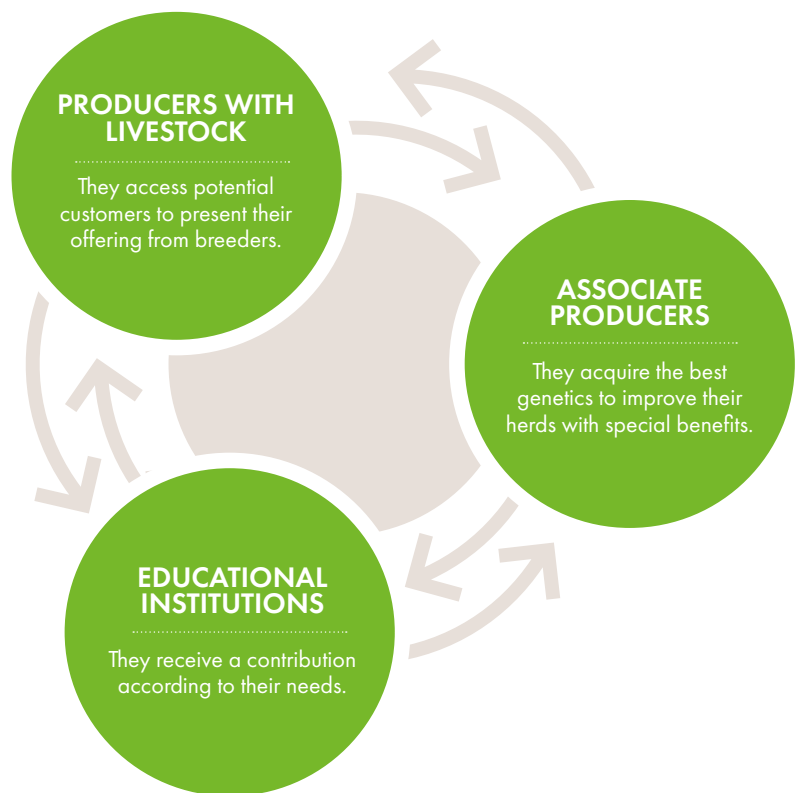 PRODUCERS WITH
LIVESTOCK
They access potential
customers to present their
offering from breeders.
ASSOCIATE
PRODUCERS
They acquire the best
genetics to improve their
herds with special benefits.
EDUCATIONAL
INSTITUTIONS
They receive a contribution
according to their needs.